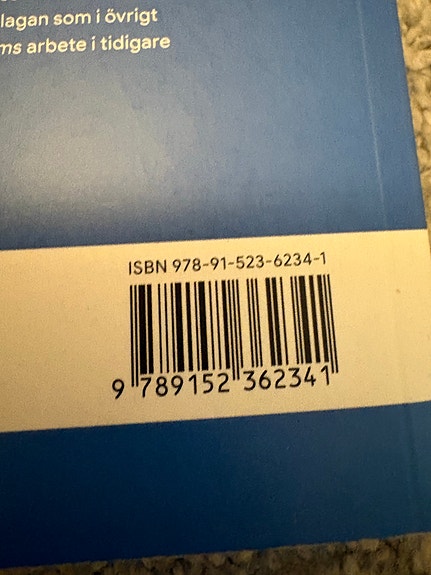 lagan som i övrigt
ms arbete i tidigare
ISBN 978-91-523-6234-1
9 789152 362341